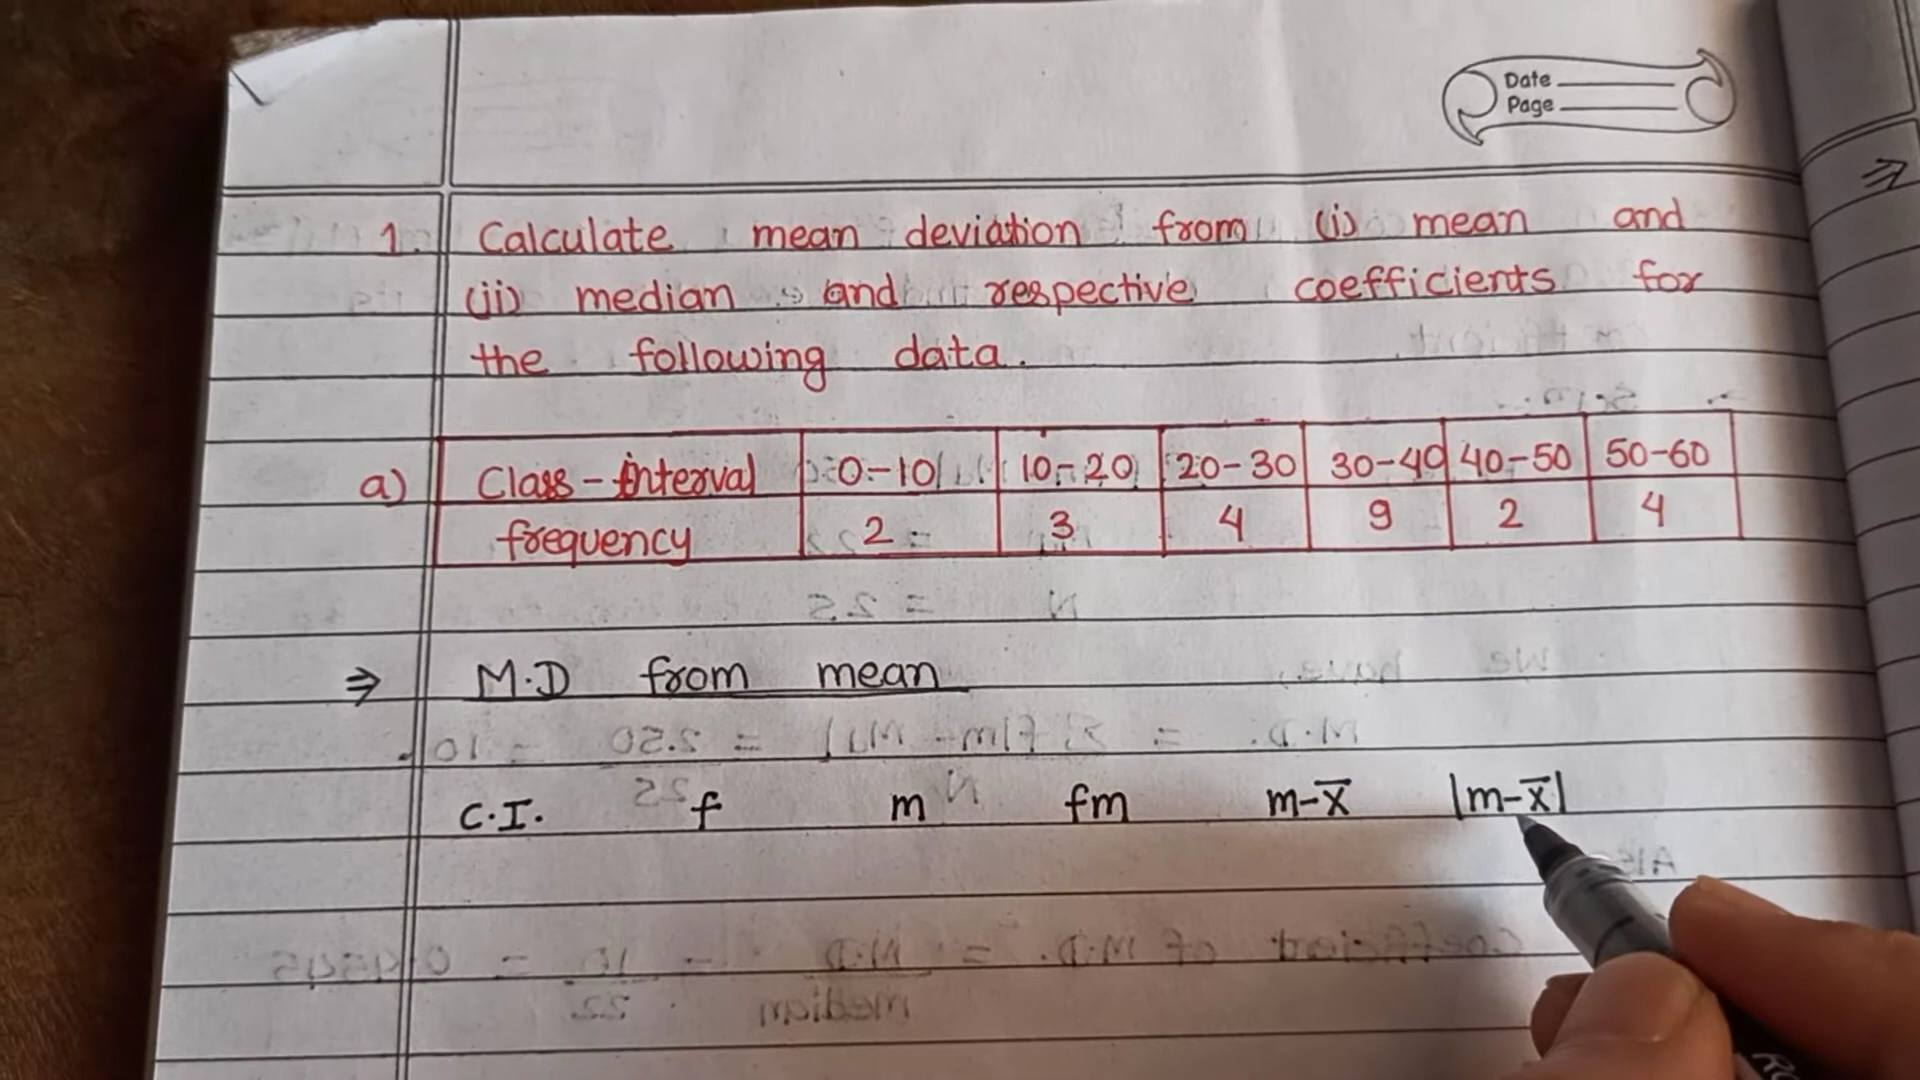 Date
Page
1. Calculate mean deviation from (i) mean and
(ii) median and respective coefficients for
the following data.
a) Class-interval 0-10 10-20 20-30 30-40 40-50 50-60
frequency 2 3 4 9 2 4
⇒ M.D from mean
C.I. f m fm m-x̅ |m-x̅|